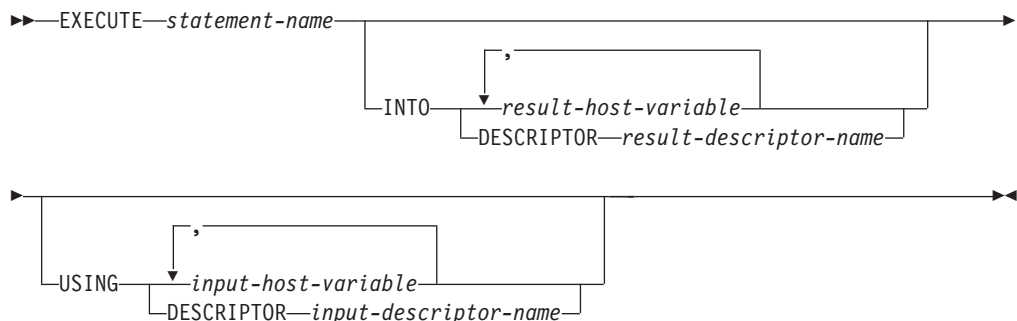 EXECUTE statement-name
,
INTO result-host-variable
DESCRIPTOR result-descriptor-name
,
USING input-host-variable
DESCRIPTOR input-descriptor-name